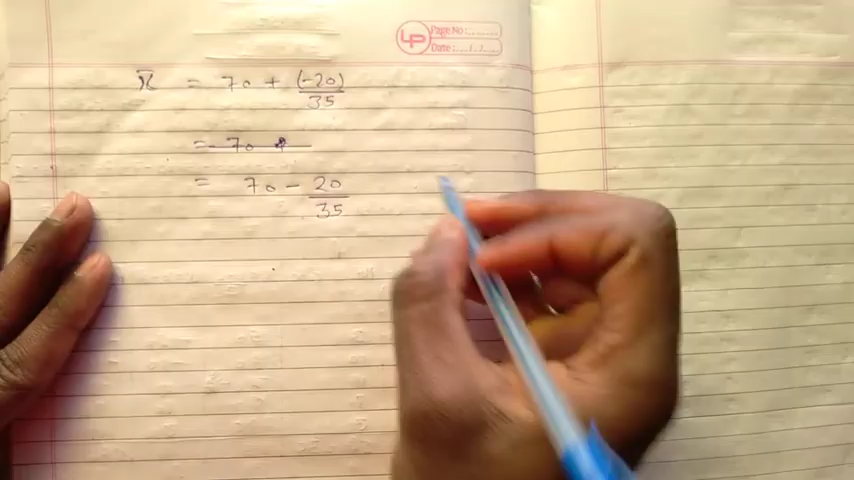 LP Page No:
Date: / /
x̄ = 70 + (-20)/35
= 70
= 70 - 20/35